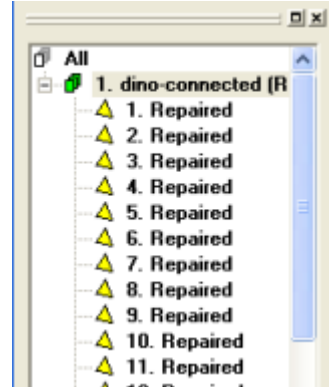 All
1. dino-connected (R
1. Repaired
2. Repaired
3. Repaired
4. Repaired
5. Repaired
6. Repaired
7. Repaired
8. Repaired
9. Repaired
10. Repaired
11. Repaired